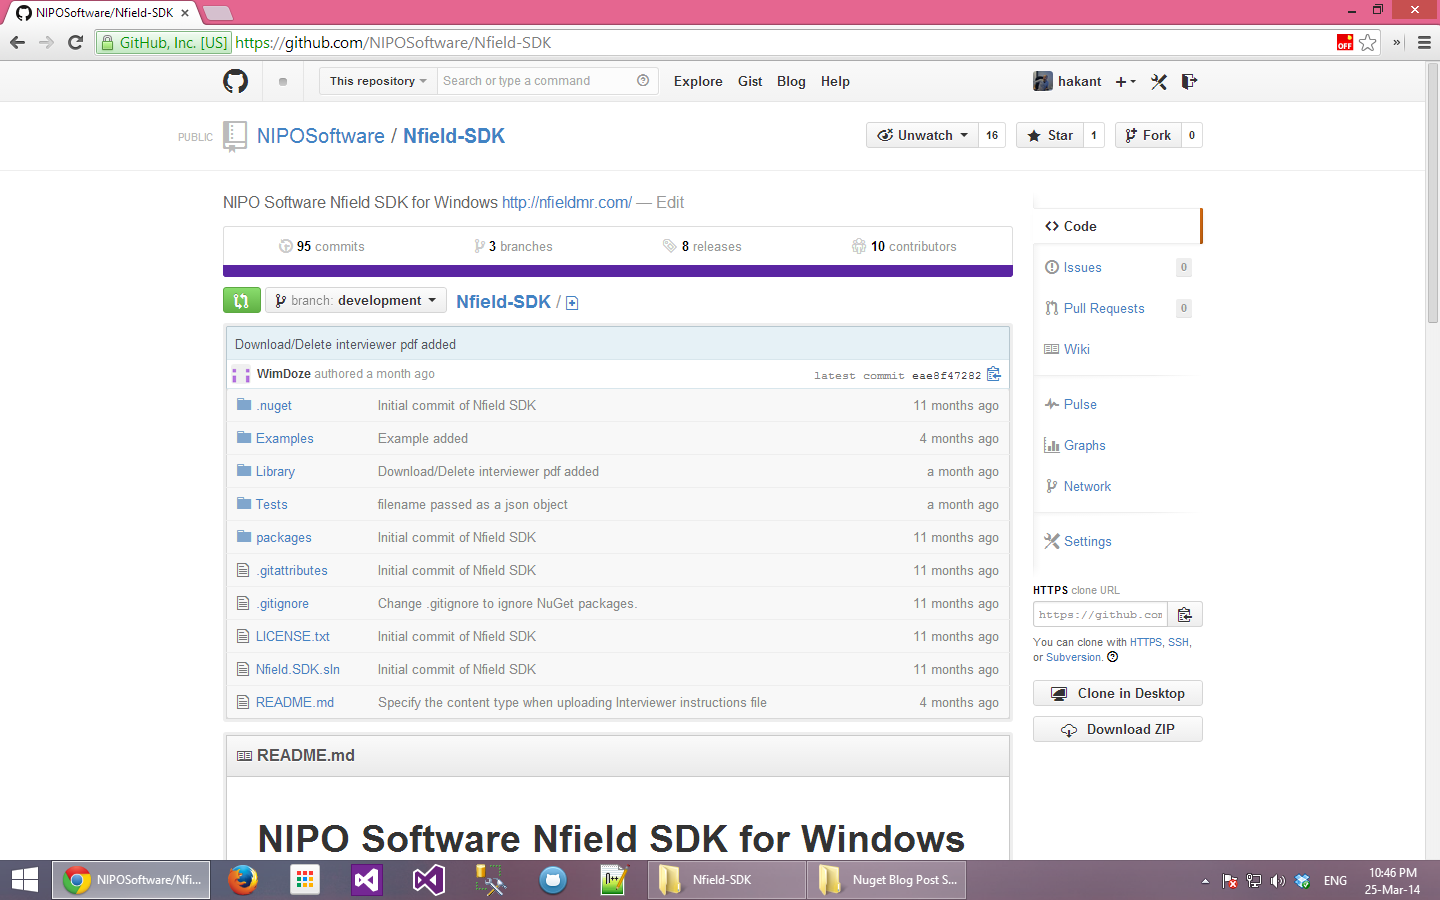 NIPOSoftware/Nfield-SDK
GitHub, Inc. [US] https://github.com/NIPOSoftware/Nfield-SDK
OFF
»
This repository Search or type a command Explore Gist Blog Help hakant
PUBLIC NIPOSoftware / Nfield-SDK Unwatch 16 Star 1 Fork 0
NIPO Software Nfield SDK for Windows http://nfieldmr.com/ — Edit
95 commits 3 branches 8 releases 10 contributors
branch: development Nfield-SDK /
Download/Delete interviewer pdf added
WimDoze authored a month ago latest commit eae8f47282
.nuget Initial commit of Nfield SDK 11 months ago
Examples Example added 4 months ago
Library Download/Delete interviewer pdf added a month ago
Tests filename passed as a json object a month ago
packages Initial commit of Nfield SDK 11 months ago
.gitattributes Initial commit of Nfield SDK 11 months ago
.gitignore Change .gitignore to ignore NuGet packages. 11 months ago
LICENSE.txt Initial commit of Nfield SDK 11 months ago
Nfield.SDK.sln Initial commit of Nfield SDK 11 months ago
README.md Specify the content type when uploading Interviewer instructions file 4 months ago
README.md
NIPO Software Nfield SDK for Windows
Code
Issues 0
Pull Requests 0
Wiki
Pulse
Graphs
Network
Settings
HTTPS clone URL
https://github.com
You can clone with HTTPS, SSH,
or Subversion.
Clone in Desktop
Download ZIP
NIPOSoftware/Nfi...
Nfield-SDK
Nuget Blog Post S...
ENG
10:46 PM
25-Mar-14